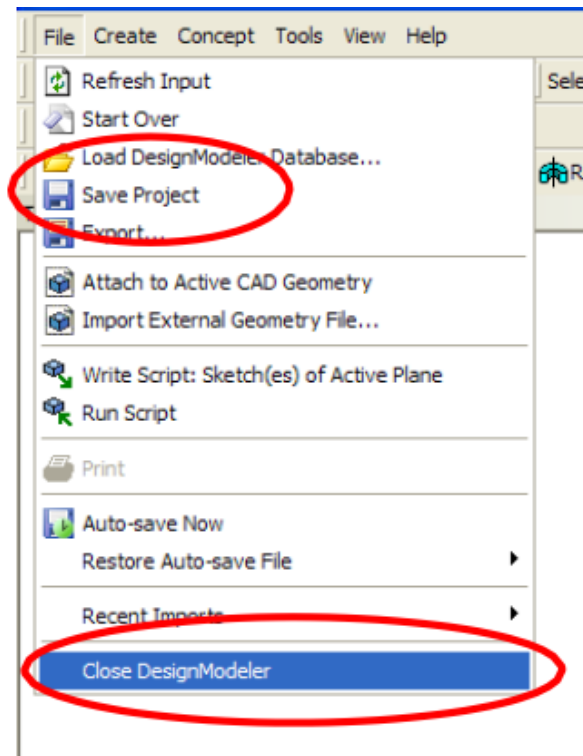 File Create Concept Tools View Help
Refresh Input
Sele
Start Over
Load DesignModeler Database...
R
Save Project
Export...
Attach to Active CAD Geometry
Import External Geometry File...
Write Script: Sketch(es) of Active Plane
Run Script
Print
Auto-save Now
Restore Auto-save File
Recent Imports
Close DesignModeler